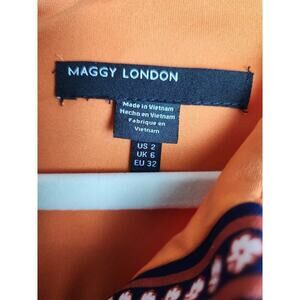 MAGGY LONDON
Made in Vietnam
Hecho en Vietnam
Fabriqué en
Vietnam
US 2
UK 6
EU 32